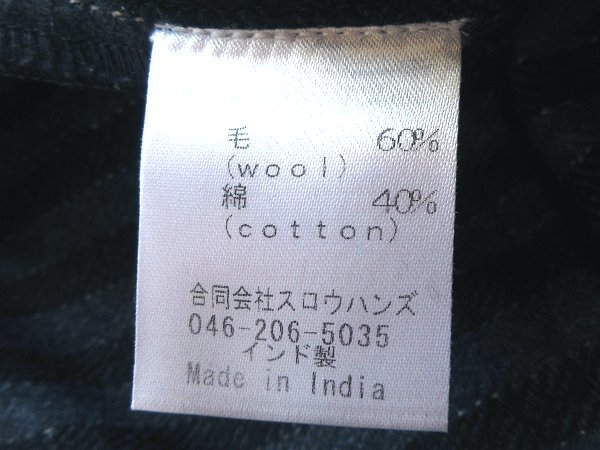 毛 60%
(wool)
綿 40%
(cotton)
合同会社スロウハンズ
046-206-5035
インド製
Made in India